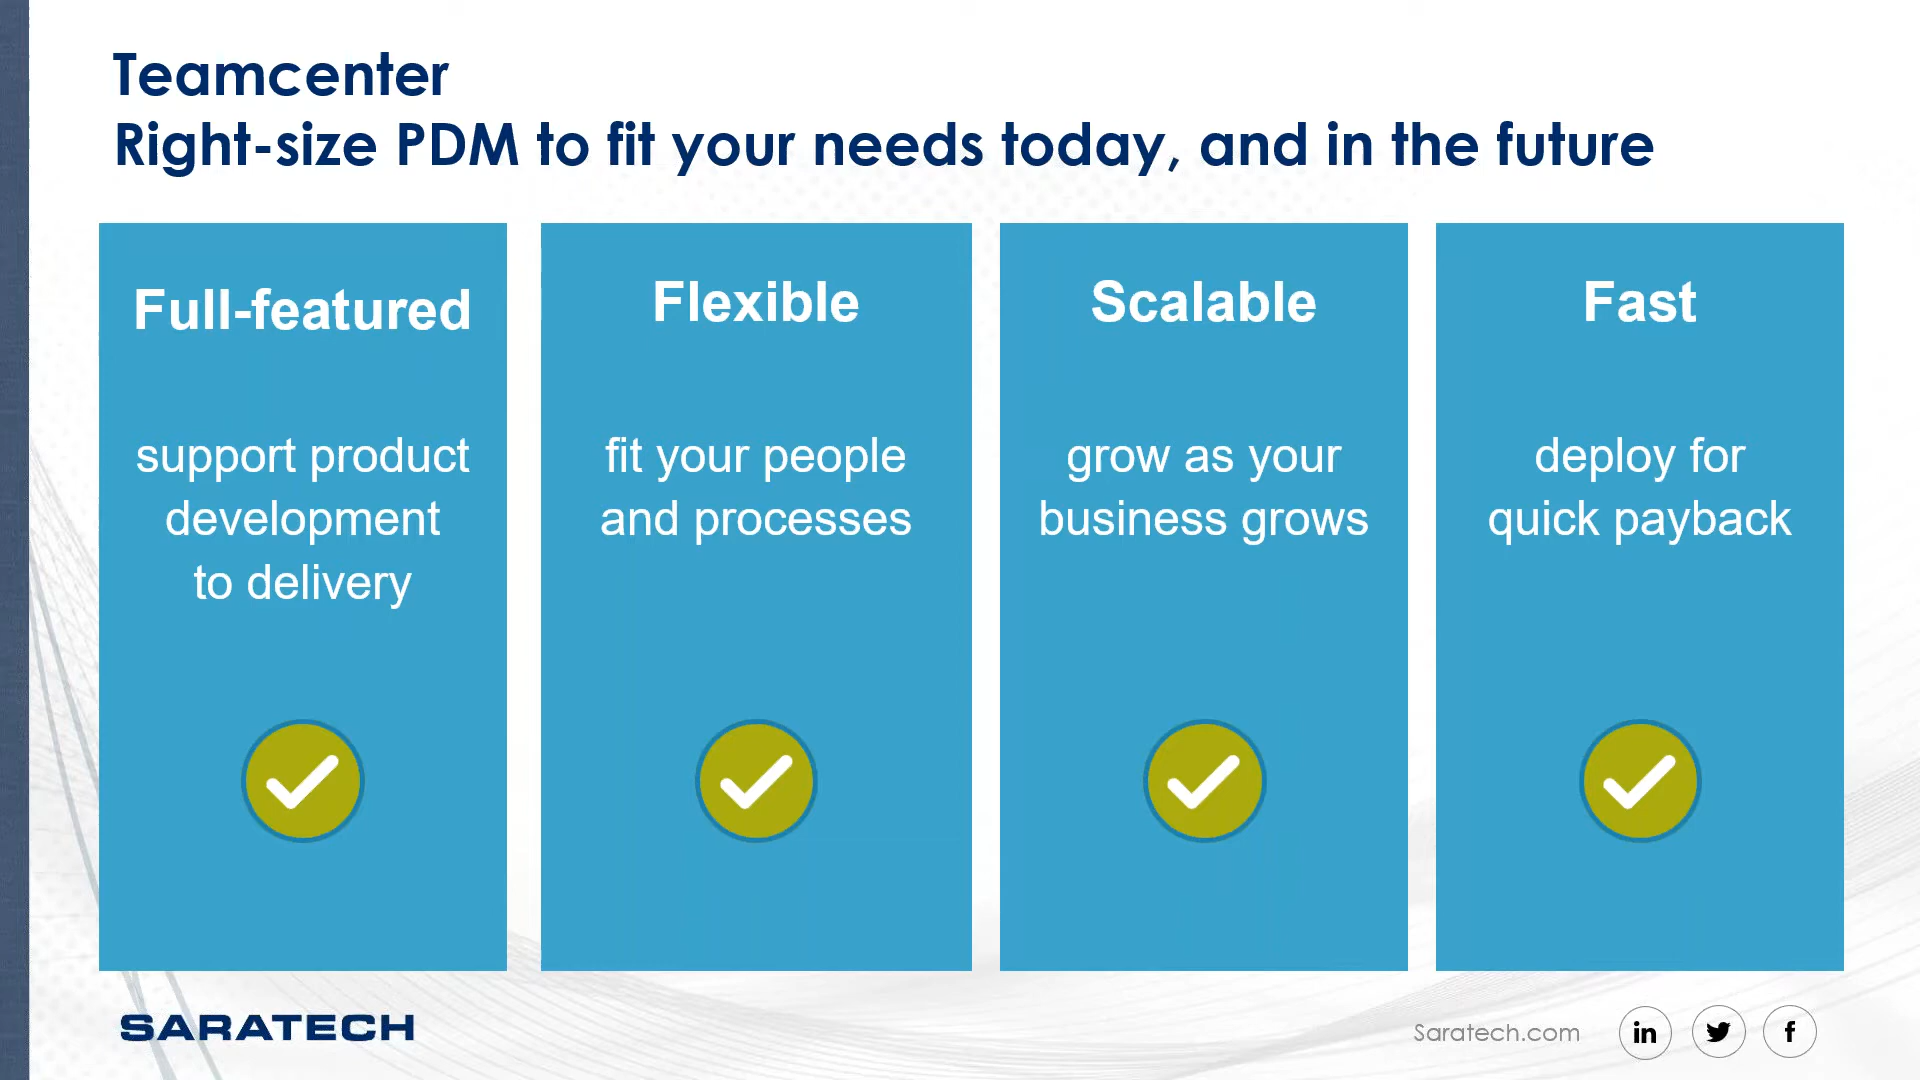 Teamcenter
Right-size PDM to fit your needs today, and in the future
Full-featured
support product
development
to delivery
Flexible
fit your people
and processes
Scalable
grow as your
business grows
Fast
deploy for
quick payback
SARATECH
Saratech.com
in
f